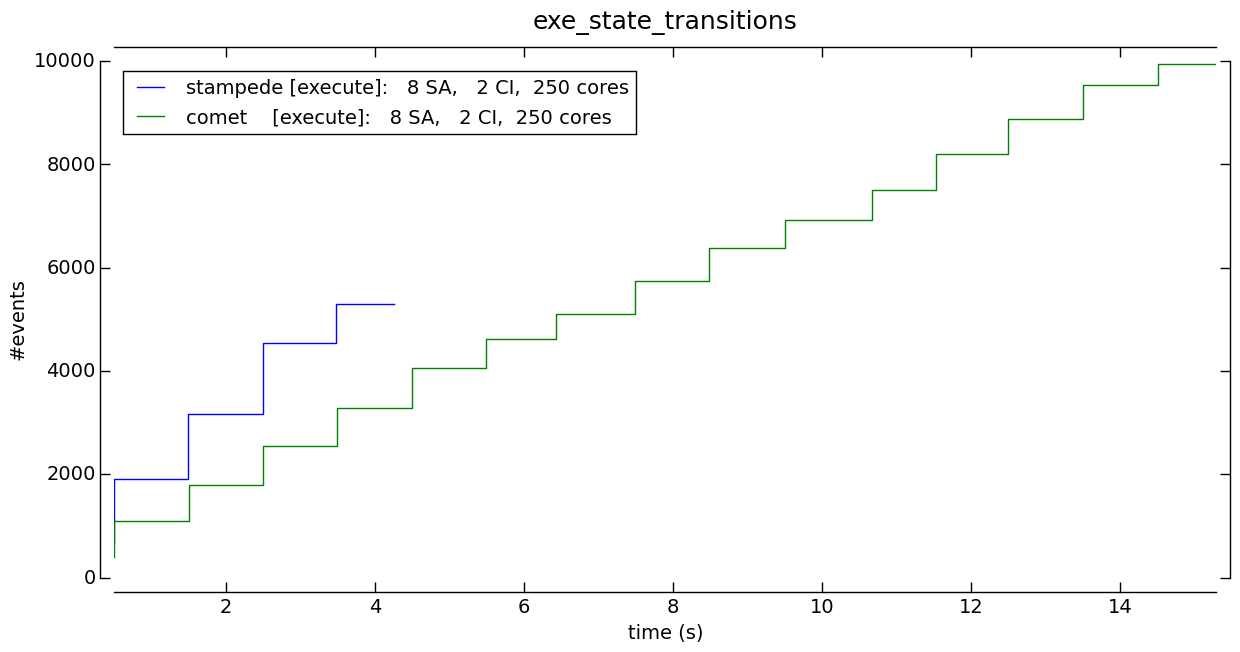 exe_state_transitions
10000
8000
6000
4000
2000
0
#events
stampede [execute]:   8 SA,   2 CI,  250 cores
comet    [execute]:   8 SA,   2 CI,  250 cores
2 4 6 8 10 12 14
time (s)